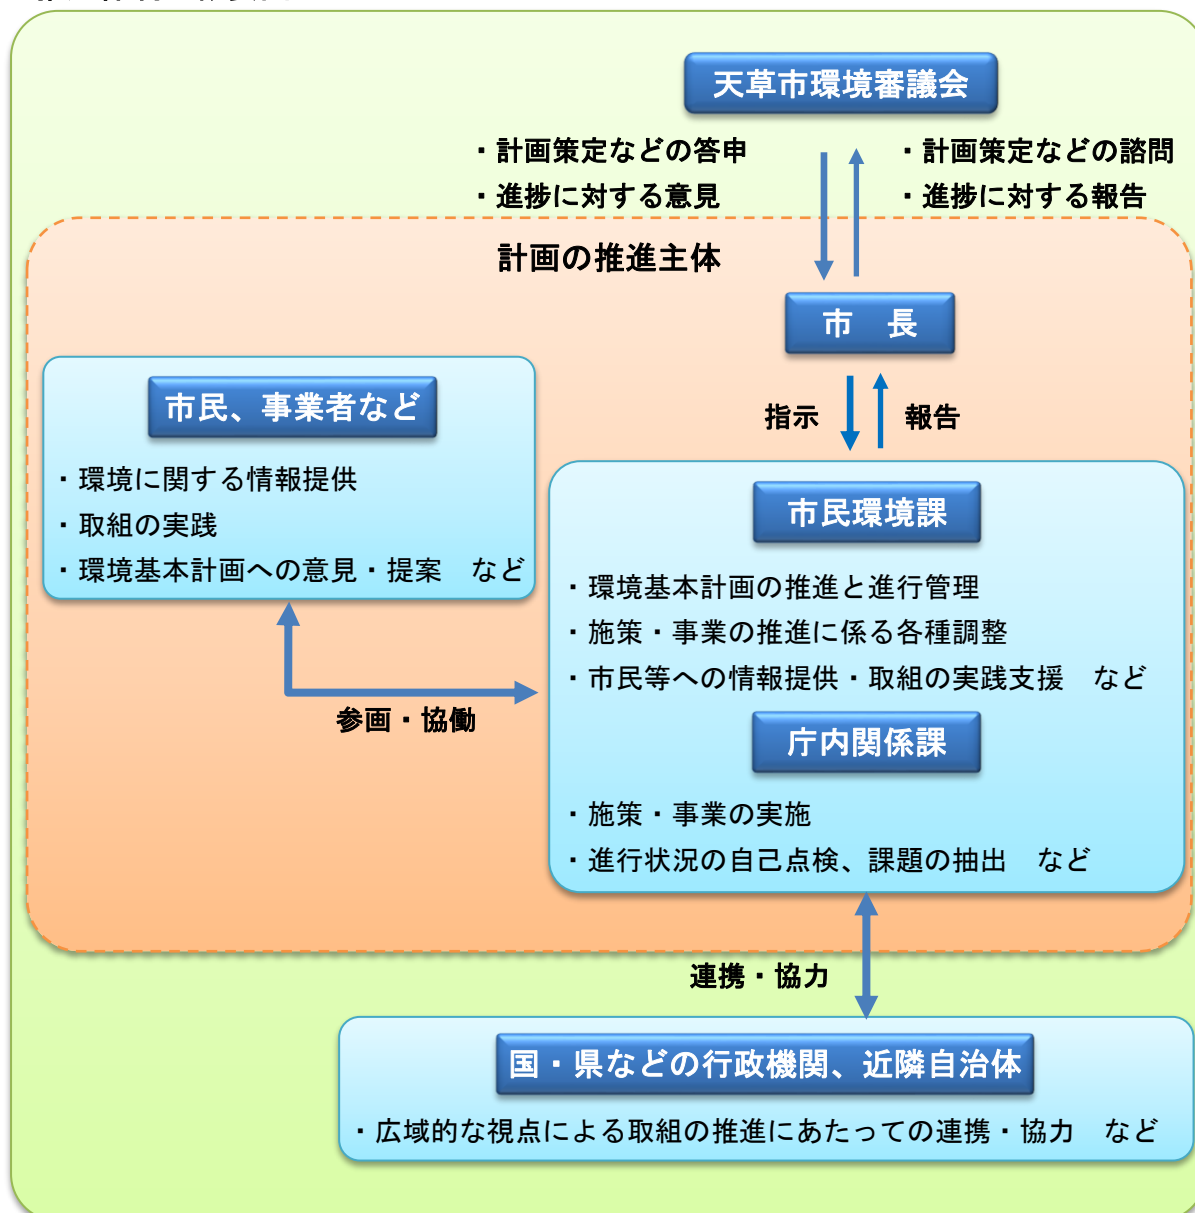 天草市環境審議会
・計画策定などの答申
・進捗に対する意見
・計画策定などの諮問
・進捗に対する報告
計画の推進主体
市　長
指示
報告
市民、事業者など
・環境に関する情報提供
・取組の実践
・環境基本計画への意見・提案　など
市民環境課
・環境基本計画の推進と進行管理
・施策・事業の推進に係る各種調整
・市民等への情報提供・取組の実践支援　など
参画・協働
庁内関係課
・施策・事業の実施
・進行状況の自己点検、課題の抽出　など
連携・協力
国・県などの行政機関、近隣自治体
・広域的な視点による取組の推進にあたっての連携・協力　など